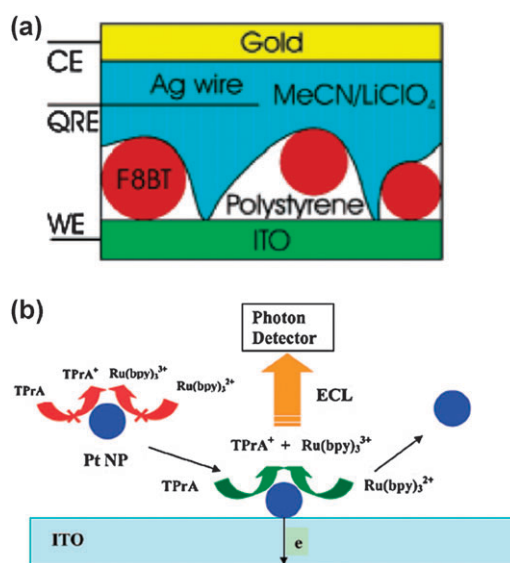 (a)
Gold
CE
Ag wire
MeCN/LiClO₄
QRE
F8BT
Polystyrene
WE
ITO
(b)
Photon
Detector
TPrA⁺ Ru(bpy)₃³⁺
TPrA
Ru(bpy)₃²⁺
ECL
Pt NP
TPrA⁺ + Ru(bpy)₃³⁺
TPrA
Ru(bpy)₃²⁺
ITO
e